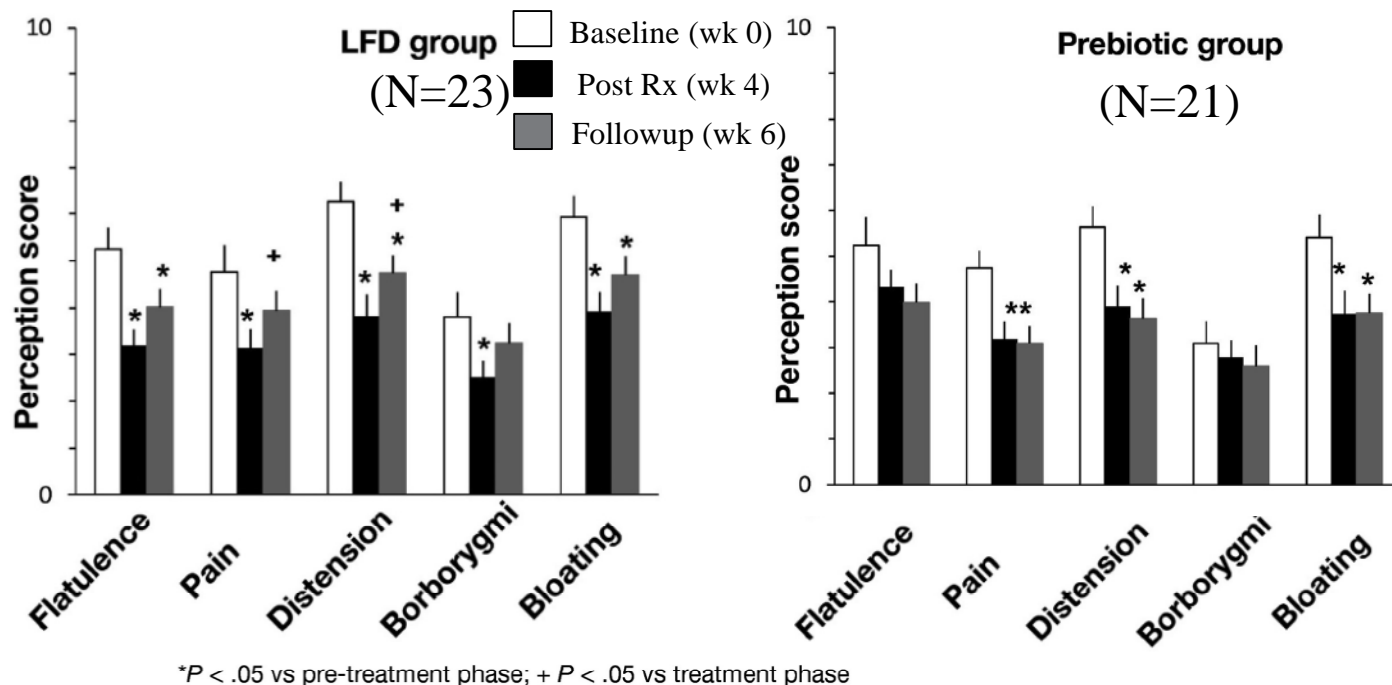 10
LFD group
(N=23)
Baseline (wk 0)
Post Rx (wk 4)
Followup (wk 6)
Perception score
+
*
*
+
*
*
*
*
*
*
0
Flatulence
Pain
Distension
Borborygmi
Bloating
10
Prebiotic group
(N=21)
Perception score
**
*
*
*
*
0
Flatulence
Pain
Distension
Borborygmi
Bloating
*P < .05 vs pre-treatment phase; + P < .05 vs treatment phase